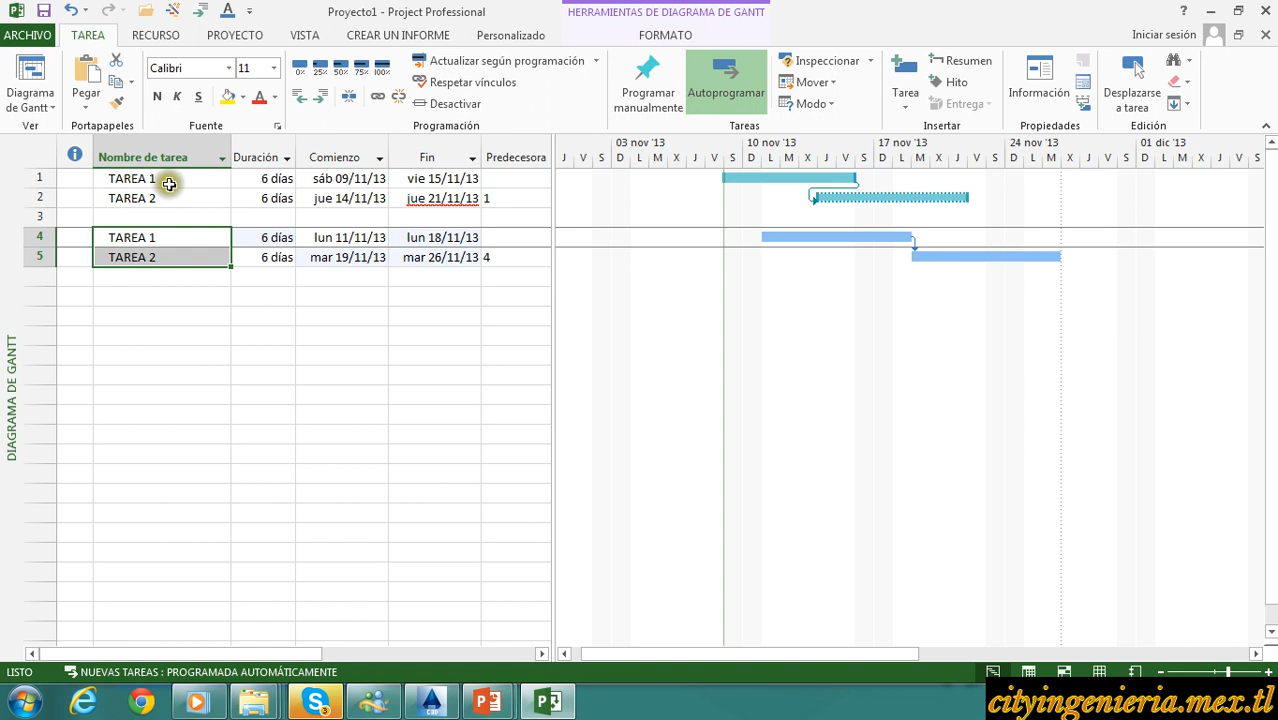 Proyecto1 - Project Profesional
HERRAMIENTAS DE DIAGRAMA DE GANTT
ARCHIVO TAREA RECURSO PROYECTO VISTA CREAR UN INFORME Personalizado FORMATO Iniciar sesión
Diagrama de Gantt
Ver
Pegar
Portapapeles
Calibri 11
N K S A
Fuente
0% 25% 50% 75% 100%
Actualizar según programación
Repetar vínculos
Desactivar
Programación
Programar manualmente
Autoprogramar
Inspeccionar
Mover
Modo
Tareas
Tarea
Resumen
Hito
Entrega
Insertar
Información
Propiedades
Desplazarse a tarea
Edición
Nombre de tarea Duración Comienzo Fin Predecesora
03 nov '13 10 nov '13 17 nov '13 24 nov '13 01 dic '13
J V S D L M X J V S D L M X J V S D L M X J V S D L M X J V S
1 TAREA 1 6 días sáb 09/11/13 vie 15/11/13
2 TAREA 2 6 días jue 14/11/13 jue 21/11/13 1
3
4 TAREA 1 6 días lun 11/11/13 lun 18/11/13
5 TAREA 2 6 días mar 19/11/13 mar 26/11/13 4
DIAGRAMA DE GANTT
LISTO NUEVAS TAREAS : PROGRAMADA AUTOMÁTICAMENTE
cityingenieria.mex.tl